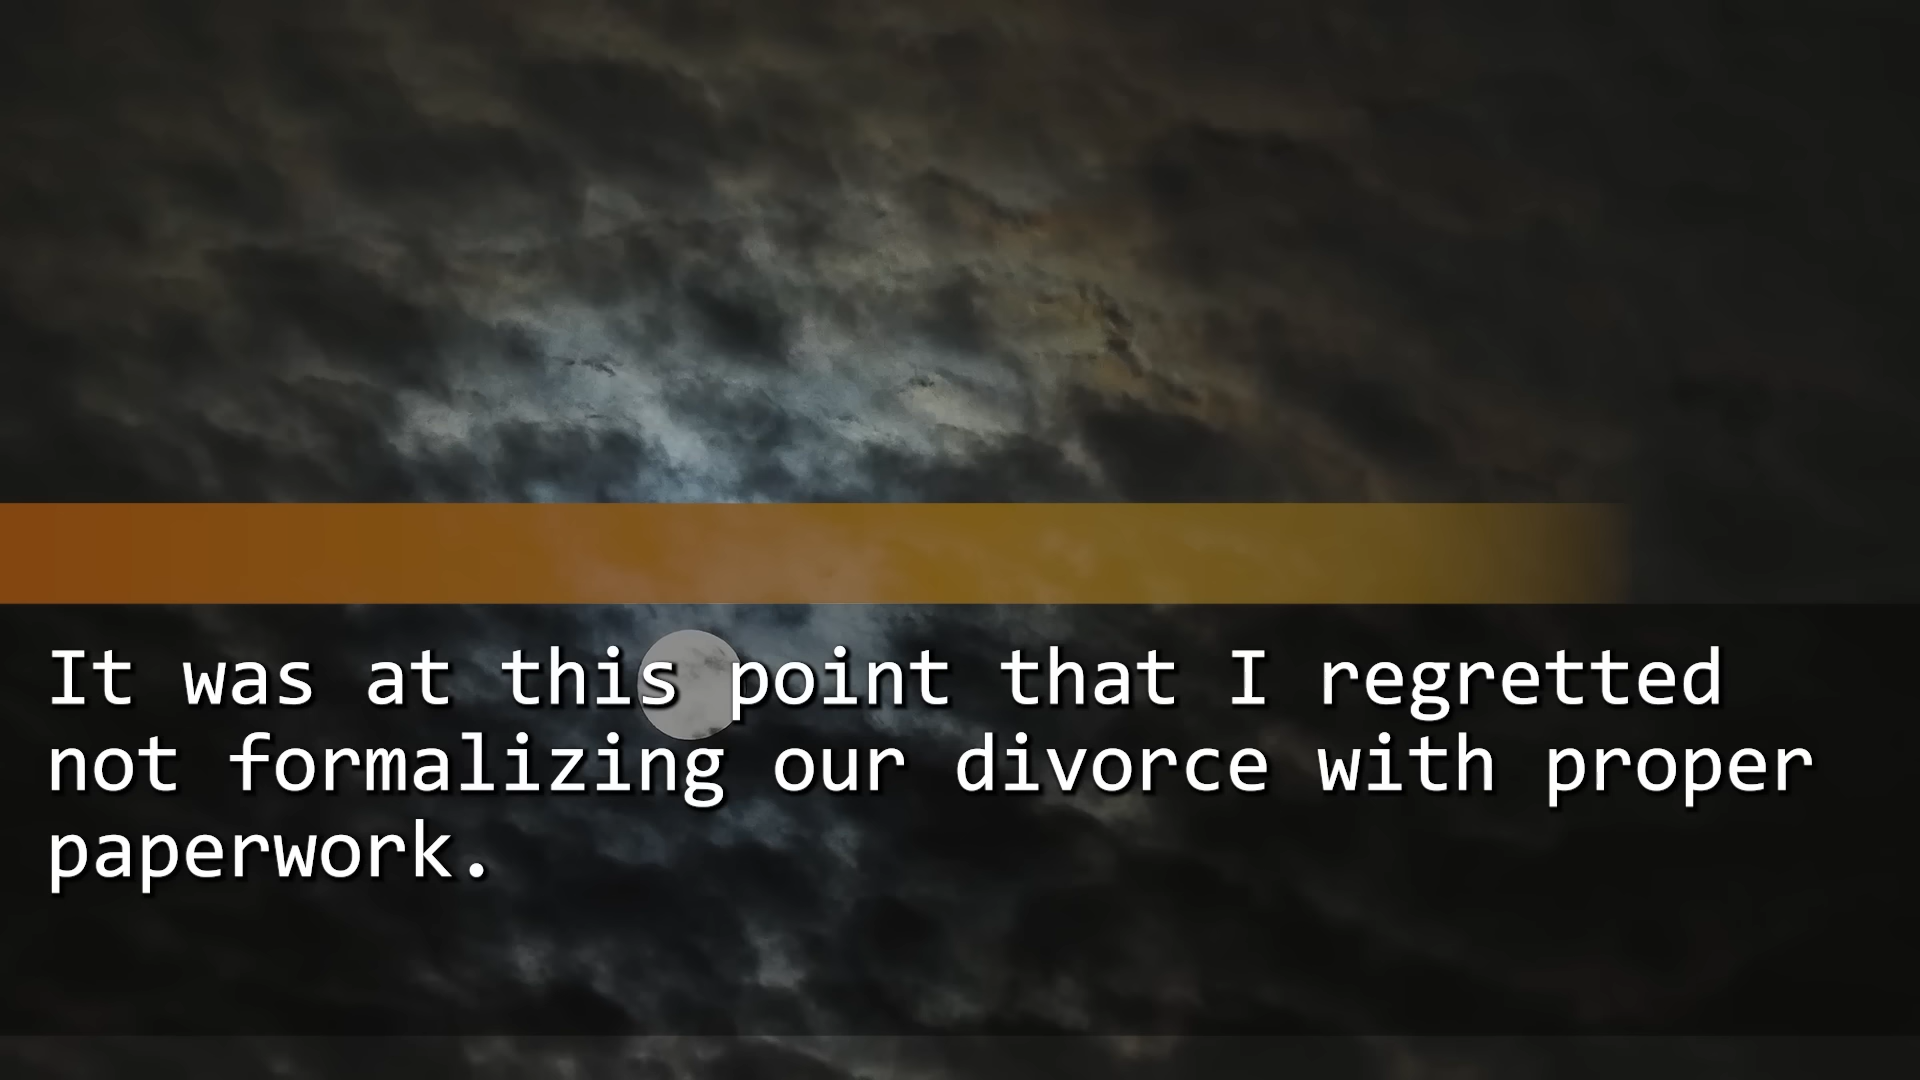 It was at this point that I regretted
not formalizing our divorce with proper
paperwork.